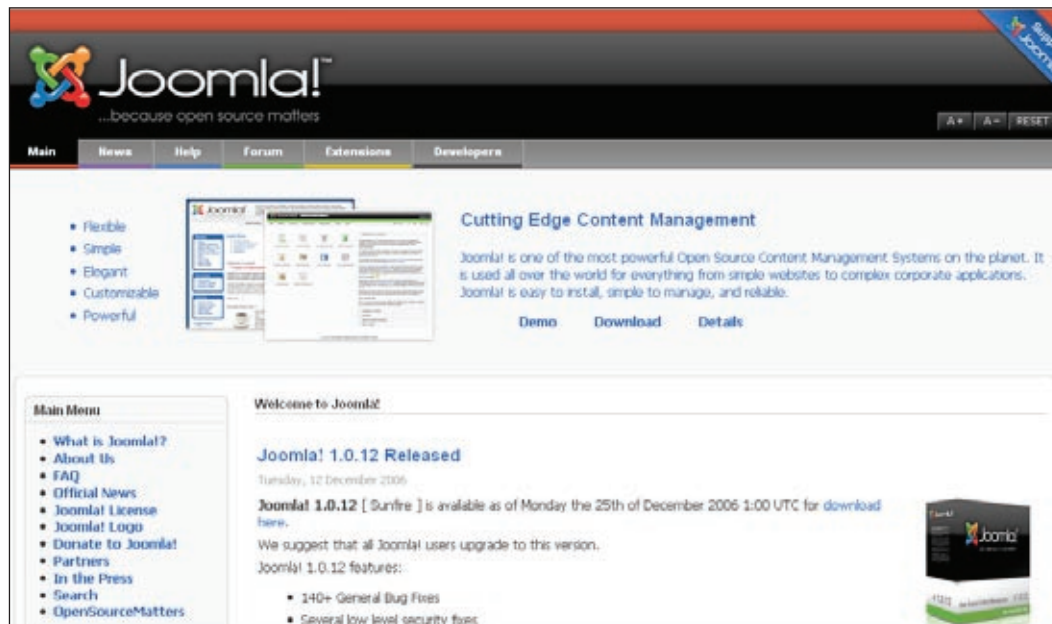 Joomla!™
...because open source matters
A+ A- RESET
Main News Help Forum Extensions Developers
• Flexible
• Simple
• Elegant
• Customizable
• Powerful
Cutting Edge Content Management
Joomla! is one of the most powerful Open Source Content Management Systems on the planet. It
is used all over the world for everything from simple websites to complex corporate applications.
Joomla! is easy to install, simple to manage, and reliable.
Demo Download Details
Main Menu
• What is Joomla!?
• About Us
• FAQ
• Official News
• Joomla! License
• Joomla! Logo
• Donate to Joomla!
• Partners
• In the Press
• Search
• OpenSourceMatters
Welcome to Joomla!
Joomla! 1.0.12 Released
Tuesday, 12 December 2006
Joomla! 1.0.12 [ Sunfire ] is available as of Monday the 25th of December 2006 1:00 UTC for download
here.
We suggest that all Joomla! users upgrade to this version.
Joomla! 1.0.12 features:
• 140+ General Bug Fixes
• Several low level security fixes
Joomla!